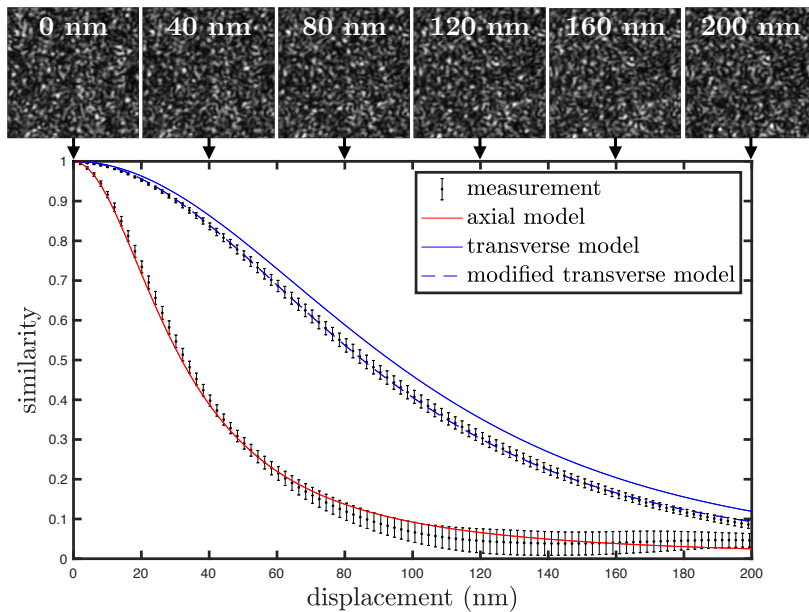 0 nm 40 nm 80 nm 120 nm 160 nm 200 nm
1
0.9
0.8
0.7
0.6
0.5
0.4
0.3
0.2
0.1
0
similarity
measurement
axial model
transverse model
modified transverse model
0 20 40 60 80 100 120 140 160 180 200
displacement (nm)